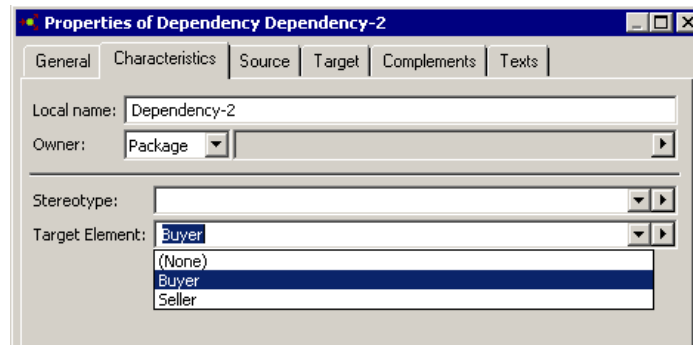 Properties of Dependency Dependency-2
General Characteristics Source Target Complements Texts
Local name: Dependency-2
Owner: Package
Stereotype:
Target Element: Buyer
(None)
Buyer
Seller